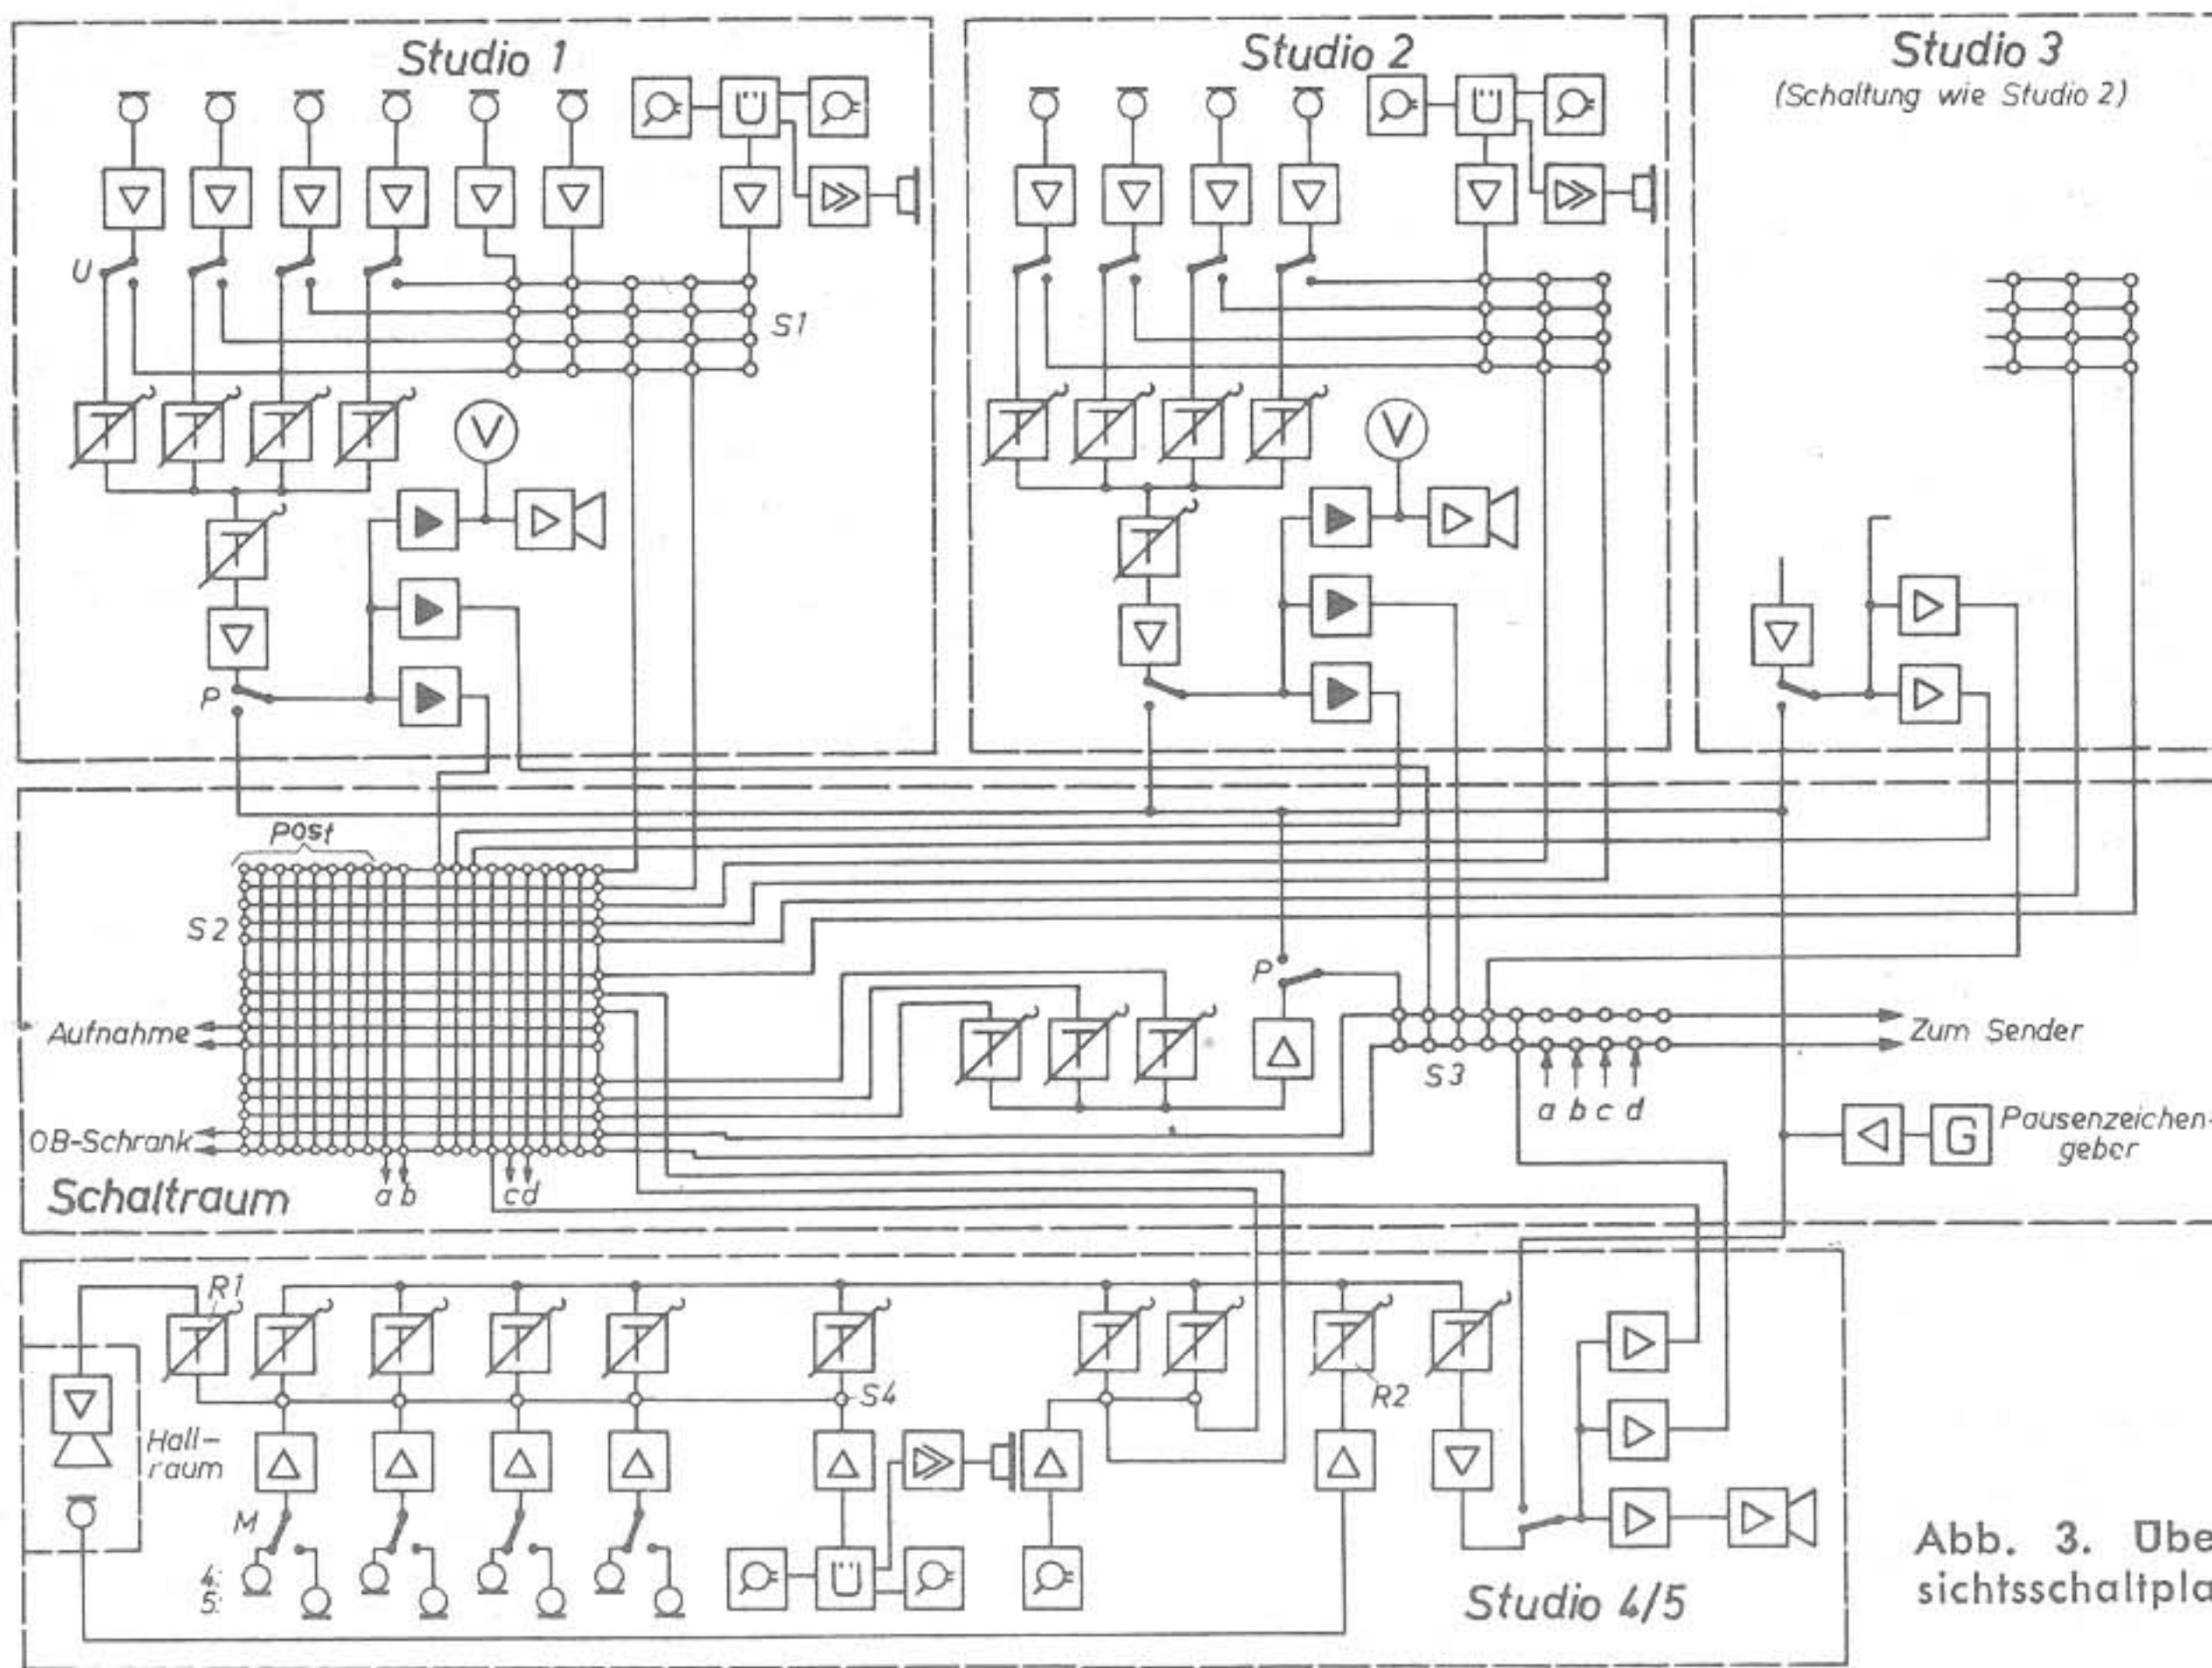 Studio 1
Studio 2
Studio 3
(Schaltung wie Studio 2)
Ü
Ü
U
S1
V
V
P
Post
S2
P
Aufnahme
Zum Sender
S3
a b c d
OB-Schrank
G
Pausenzeichen-
geber
a b
c d
Schaltraum
R1
S4
R2
Hall-
raum
M
4:
5:
Ü
Studio 4/5
Abb. 3. Übe
sichtsschaltpla